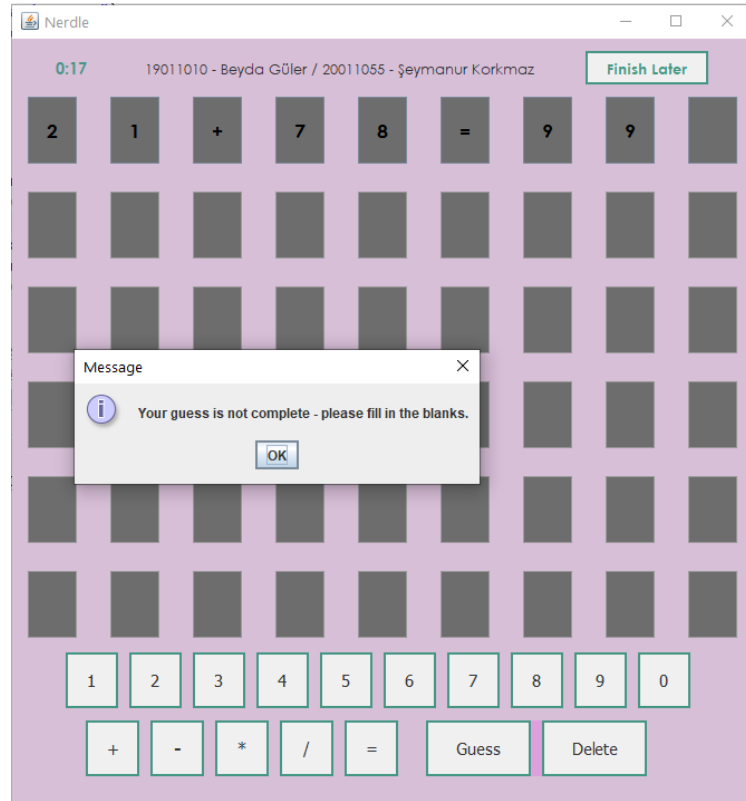 Nerdle
0:17 19011010 - Beyda Güler / 20011055 - Şeymanur Korkmaz Finish Later
2 1 + 7 8 = 9 9
Message
Your guess is not complete - please fill in the blanks.
OK
1 2 3 4 5 6 7 8 9 0
+ - * / = Guess Delete